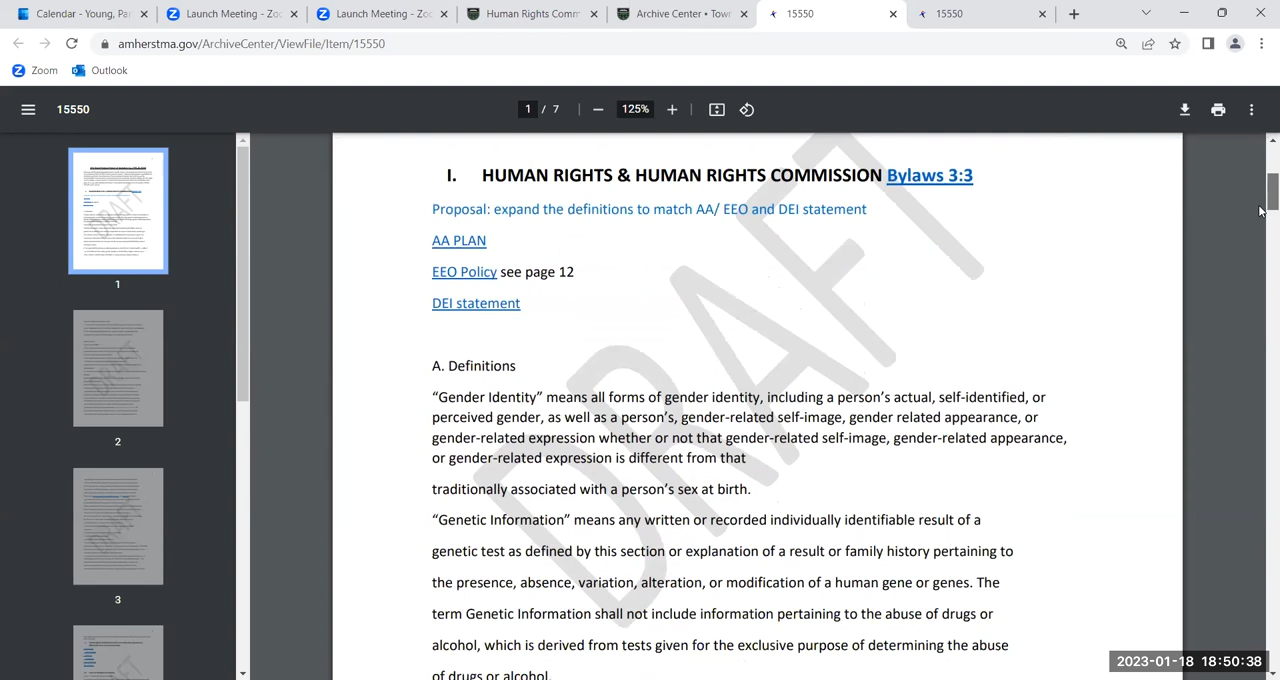 Calendar - Young, Pa
Launch Meeting - Zoo
Launch Meeting - Zoo
Human Rights Comm
Archive Center • Town
15550
15550
amherstma.gov/ArchiveCenter/ViewFile/Item/15550
Zoom
Outlook
15550
1 / 7
125%
I. HUMAN RIGHTS & HUMAN RIGHTS COMMISSION Bylaws 3:3
Proposal: expand the definitions to match AA/ EEO and DEI statement
AA PLAN
EEO Policy see page 12
DEI statement
A. Definitions
“Gender Identity” means all forms of gender identity, including a person’s actual, self-identified, or
perceived gender, as well as a person’s, gender-related self-image, gender related appearance, or
gender-related expression whether or not that gender-related self-image, gender-related appearance,
or gender-related expression is different from that
traditionally associated with a person’s sex at birth.
“Genetic Information” means any written or recorded individually identifiable result of a
genetic test as defined by this section or explanation of a result or family history pertaining to
the presence, absence, variation, alteration, or modification of a human gene or genes. The
term Genetic Information shall not include information pertaining to the abuse of drugs or
alcohol, which is derived from tests given for the exclusive purpose of determining the abuse
of drugs or alcohol.
DRAFT
1
2
3
2023-01-18 18:50:38